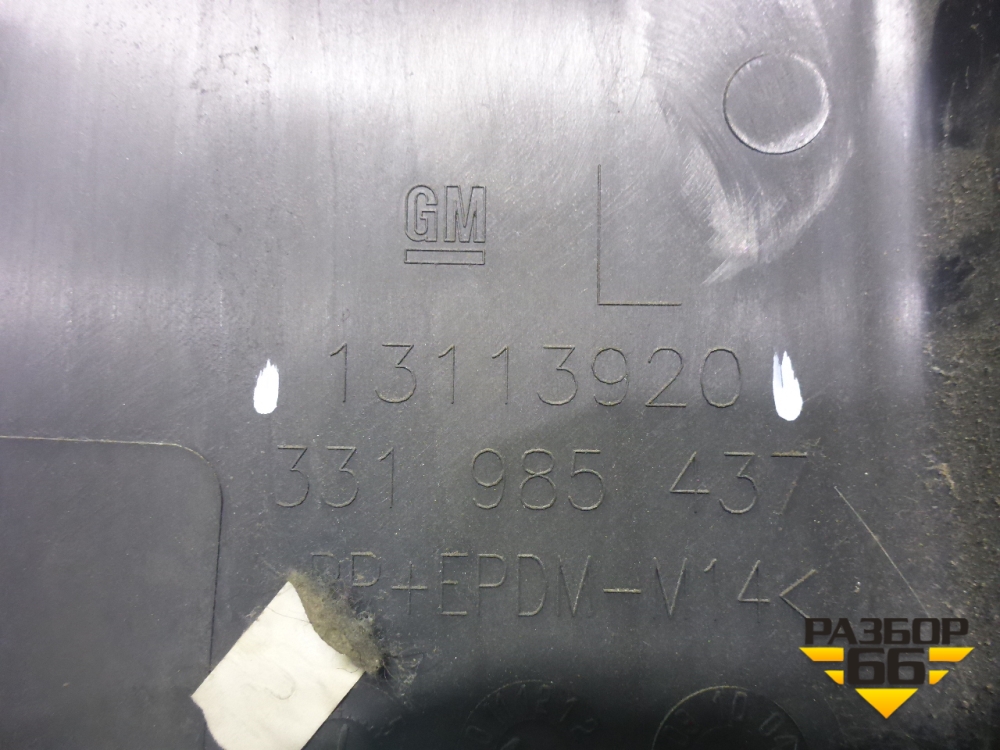 GM
L
13113920
331 985 437
>PP+EPDM-M14<
РАЗБОР
66